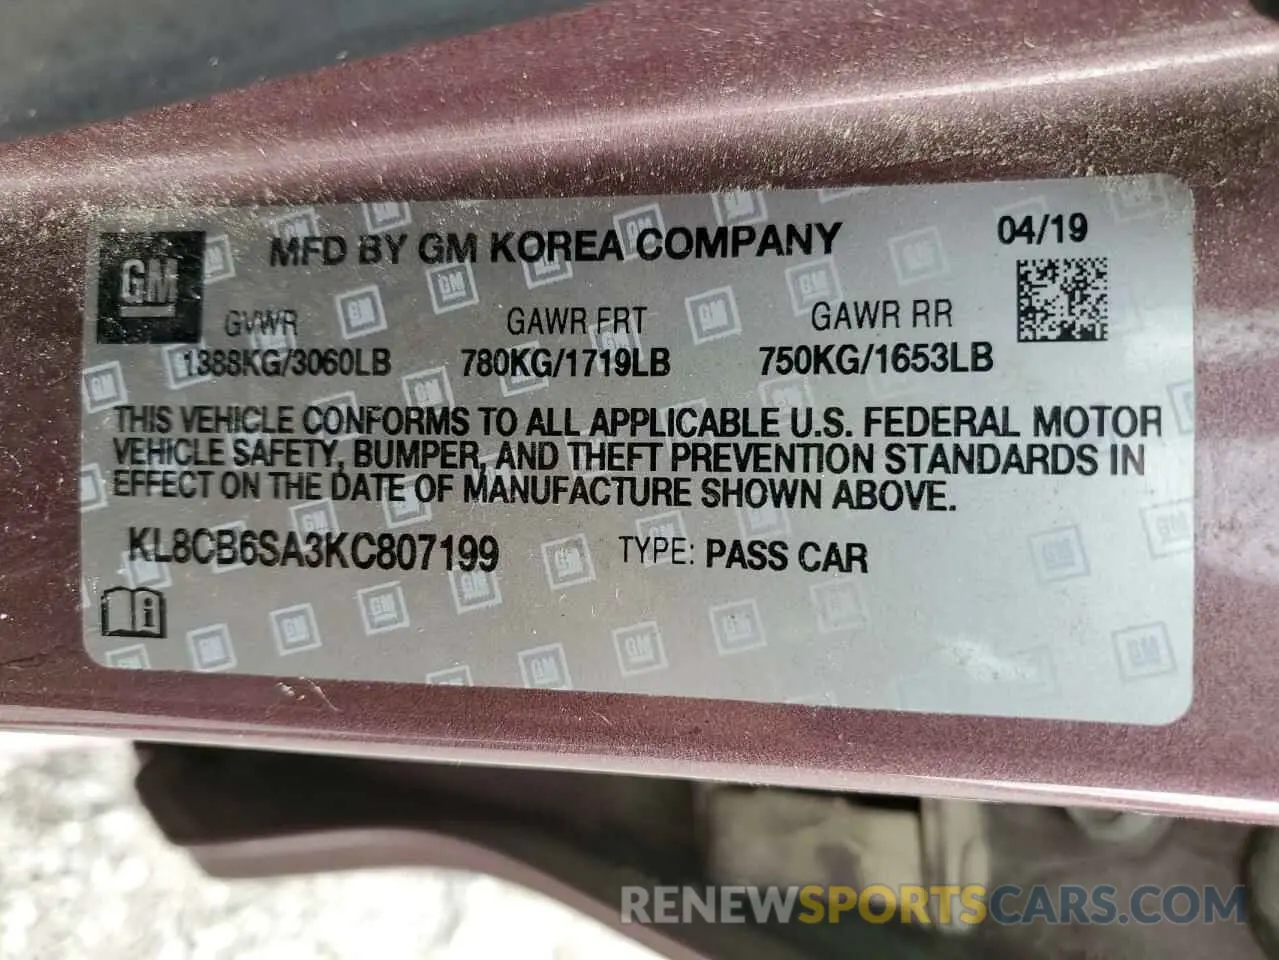 GM
MFD BY GM KOREA COMPANY
04/19
GVWR GAWR FRT GAWR RR
1388KG/3060LB 780KG/1719LB 750KG/1653LB
THIS VEHICLE CONFORMS TO ALL APPLICABLE U.S. FEDERAL MOTOR
VEHICLE SAFETY, BUMPER, AND THEFT PREVENTION STANDARDS IN
EFFECT ON THE DATE OF MANUFACTURE SHOWN ABOVE.
KL8CB6SA3KC807199 TYPE: PASS CAR
RENEWSPORTSCARS.COM